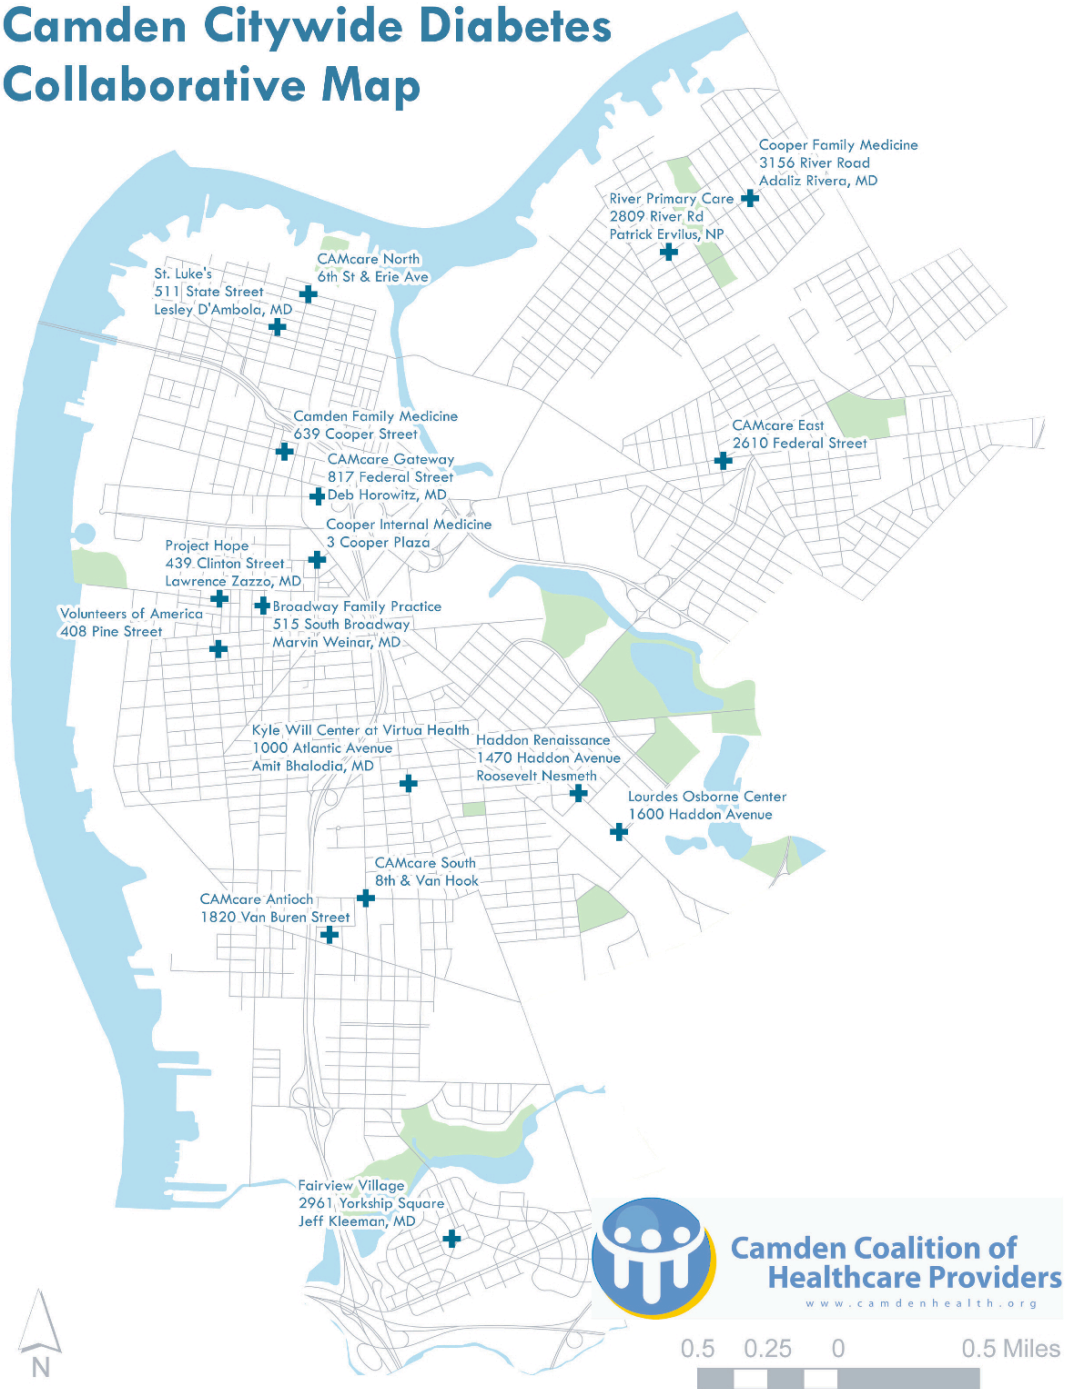 Camden Citywide Diabetes
Collaborative Map
Cooper Family Medicine
3156 River Road
Adaliz Rivera, MD
River Primary Care
2809 River Rd
Patrick Ervilus, NP
CAMcare North
6th St & Erie Ave
St. Luke's
511 State Street
Lesley D'Ambola, MD
Camden Family Medicine
639 Cooper Street
CAMcare East
2610 Federal Street
CAMcare Gateway
817 Federal Street
Deb Horowitz, MD
Cooper Internal Medicine
3 Cooper Plaza
Project Hope
439 Clinton Street
Lawrence Zazzo, MD
Volunteers of America
408 Pine Street
Broadway Family Practice
515 South Broadway
Marvin Weinar, MD
Kyle Will Center at Virtua Health
1000 Atlantic Avenue
Amit Bhalodia, MD
Haddon Renaissance
1470 Haddon Avenue
Roosevelt Nesmeth
Lourdes Osborne Center
1600 Haddon Avenue
CAMcare South
8th & Van Hook
CAMcare Antioch
1820 Van Buren Street
Fairview Village
2961 Yorkship Square
Jeff Kleeman, MD
Camden Coalition of
Healthcare Providers
www.camdenhealth.org
N
0.5 0.25 0 0.5 Miles